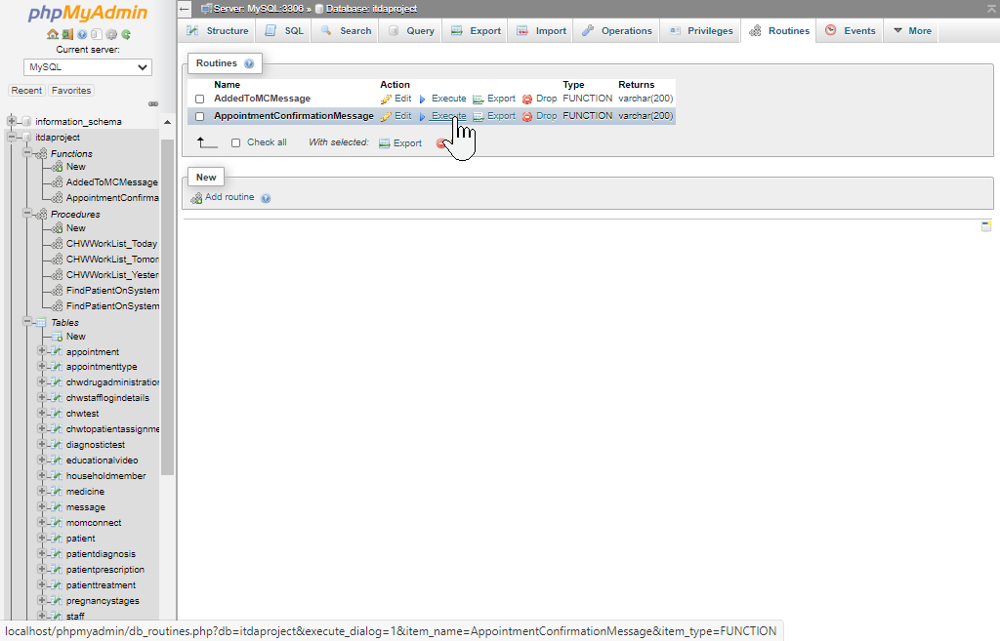 phpMyAdmin
Current server:
MySQL
Recent Favorites
information_schema
itdaproject
Functions
New
AddedToMCMessage
AppointmentConfirma
Procedures
New
CHWWorkList_Today
CHWWorkList_Tomor
CHWWorkList_Yester
FindPatientOnSystem
FindPatientOnSystem
Tables
New
appointment
appointmenttype
chwdrugadministration
chwstafflogindetails
chwtest
chwtopatientassignme
diagnostictest
educationalvideo
householdmember
medicine
message
momconnect
patient
patientdiagnosis
patientprescription
patienttreatment
pregnancystages
staff
Server: MySQL:3306 » Database: itdaproject
Structure SQL Search Query Export Import Operations Privileges Routines Events More
Routines
Name Action Type Returns
AddedToMCMessage Edit Execute Export Drop FUNCTION varchar(200)
AppointmentConfirmationMessage Edit Execute Export Drop FUNCTION varchar(200)
Check all With selected: Export
New
Add routine
localhost/phpmyadmin/db_routines.php?db=itdaproject&execute_dialog=1&item_name=AppointmentConfirmationMessage&item_type=FUNCTION